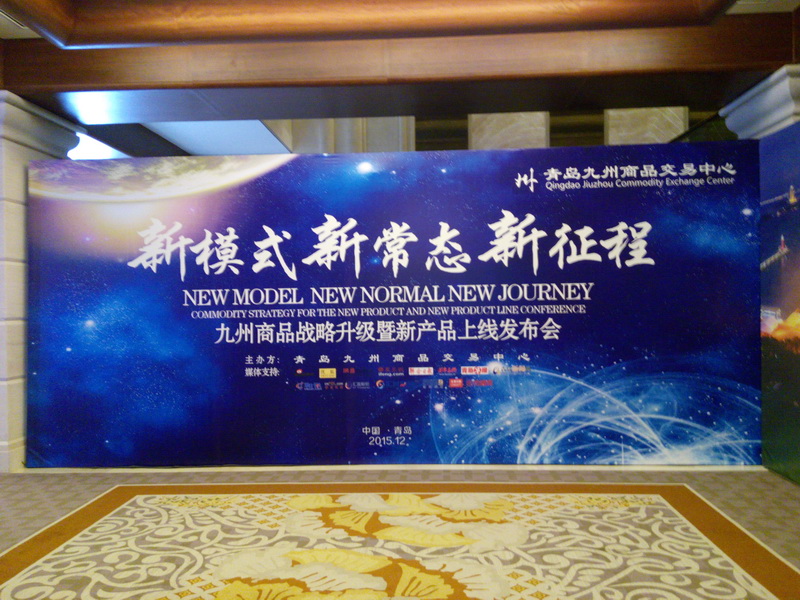 青岛九州商品交易中心
Qingdao Jiuzhou Commodity Exchange Center
新模式 新常态 新征程
NEW MODEL NEW NORMAL NEW JOURNEY
COMMODITY STRATEGY FOR THE NEW PRODUCT AND NEW PRODUCT LINE CONFERENCE
九州商品战略升级暨新产品上线发布会
主办方： 青岛九州商品交易中心
媒体支持:
中国 · 青岛
2015.12